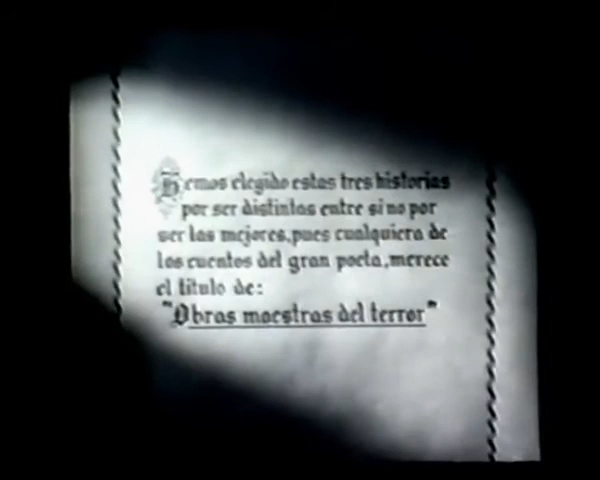 Hemos elegido estas tres historias
por ser distintas entre si no por
ser las mejores, pues cualquiera de
los cuentos del gran poeta, merece
el titulo de:
"Obras maestras del terror"